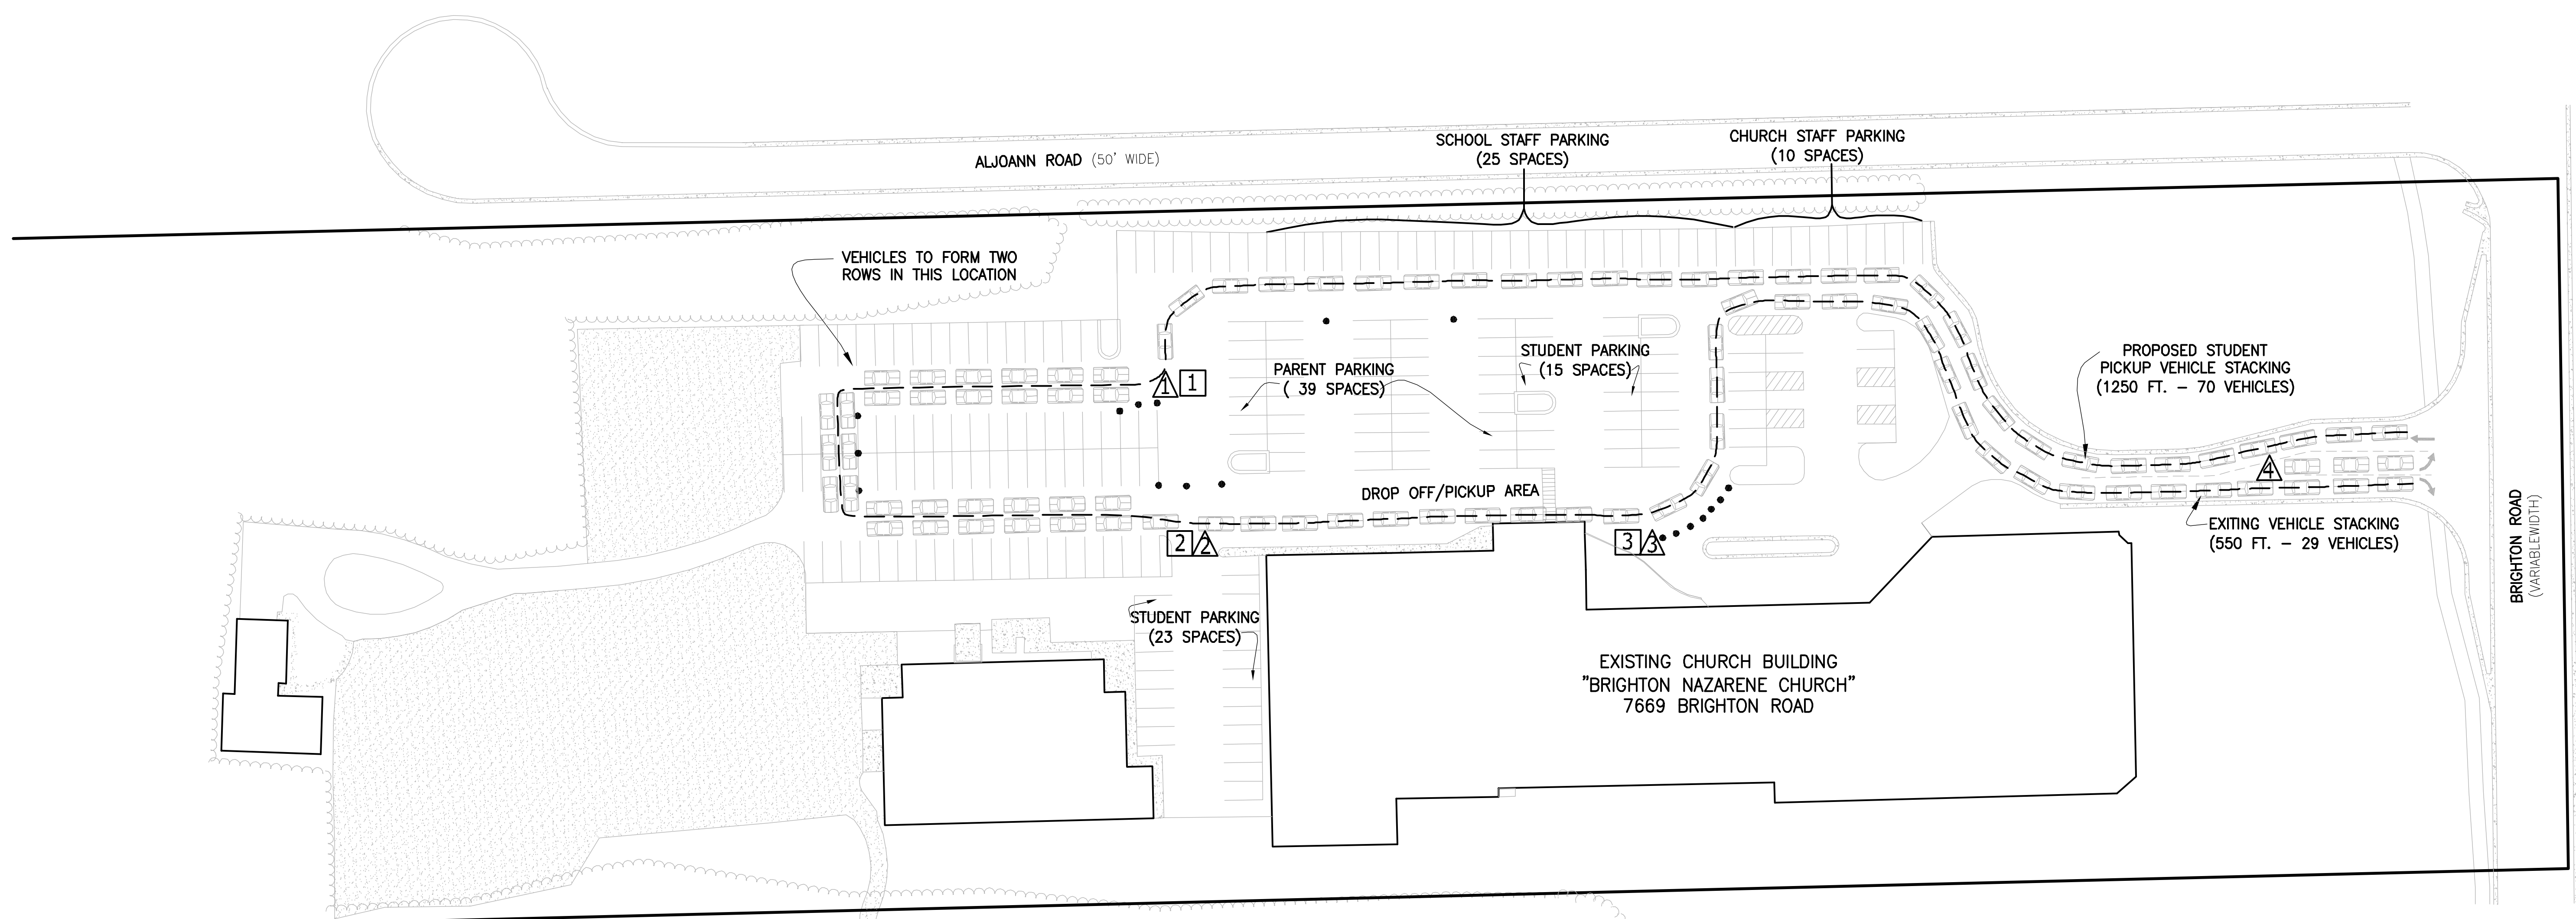 ALJOANN ROAD (50' WIDE)
SCHOOL STAFF PARKING
(25 SPACES)
CHURCH STAFF PARKING
(10 SPACES)
VEHICLES TO FORM TWO
ROWS IN THIS LOCATION
PARENT PARKING
( 39 SPACES)
STUDENT PARKING
(15 SPACES)
PROPOSED STUDENT
PICKUP VEHICLE STACKING
(1250 FT. - 70 VEHICLES)
1 1
4
DROP OFF/PICKUP AREA
2 2
3 3
EXITING VEHICLE STACKING
(550 FT. - 29 VEHICLES)
BRIGHTON ROAD
(VARIABLEWIDTH)
STUDENT PARKING
(23 SPACES)
EXISTING CHURCH BUILDING
"BRIGHTON NAZARENE CHURCH"
7669 BRIGHTON ROAD